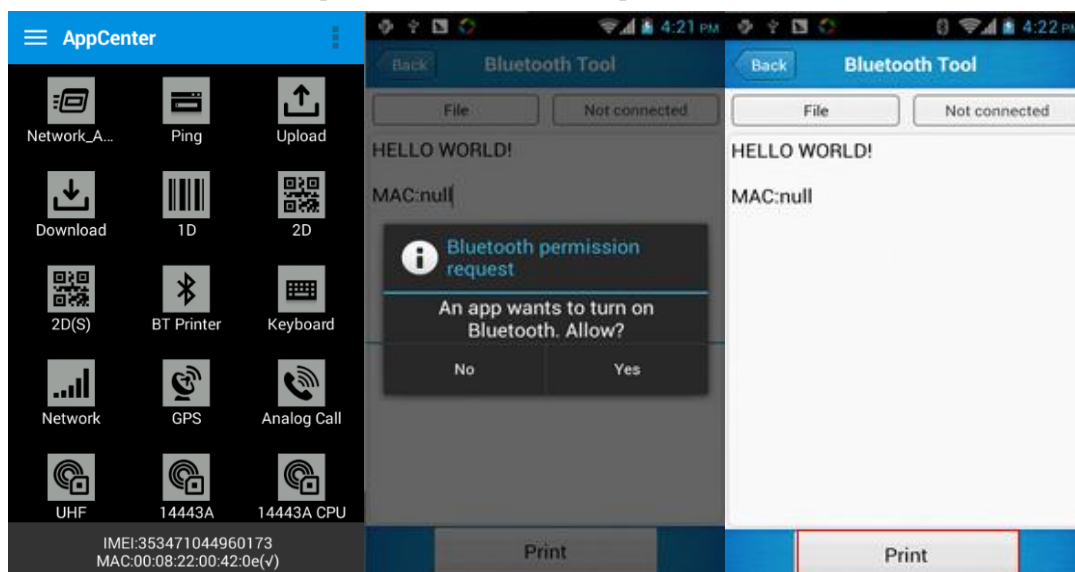 AppCenter
Network_A... Ping Upload
Download 1D 2D
2D(S) BT Printer Keyboard
Network GPS Analog Call
UHF 14443A 14443A CPU
IMEI:353471044960173
MAC:00:08:22:00:42:0e(√)
4:21 PM
Back Bluetooth Tool
File Not connected
HELLO WORLD!
MAC:null
Bluetooth permission
request
An app wants to turn on
Bluetooth. Allow?
No Yes
Print
4:22 PM
Back Bluetooth Tool
File Not connected
HELLO WORLD!
MAC:null
Print